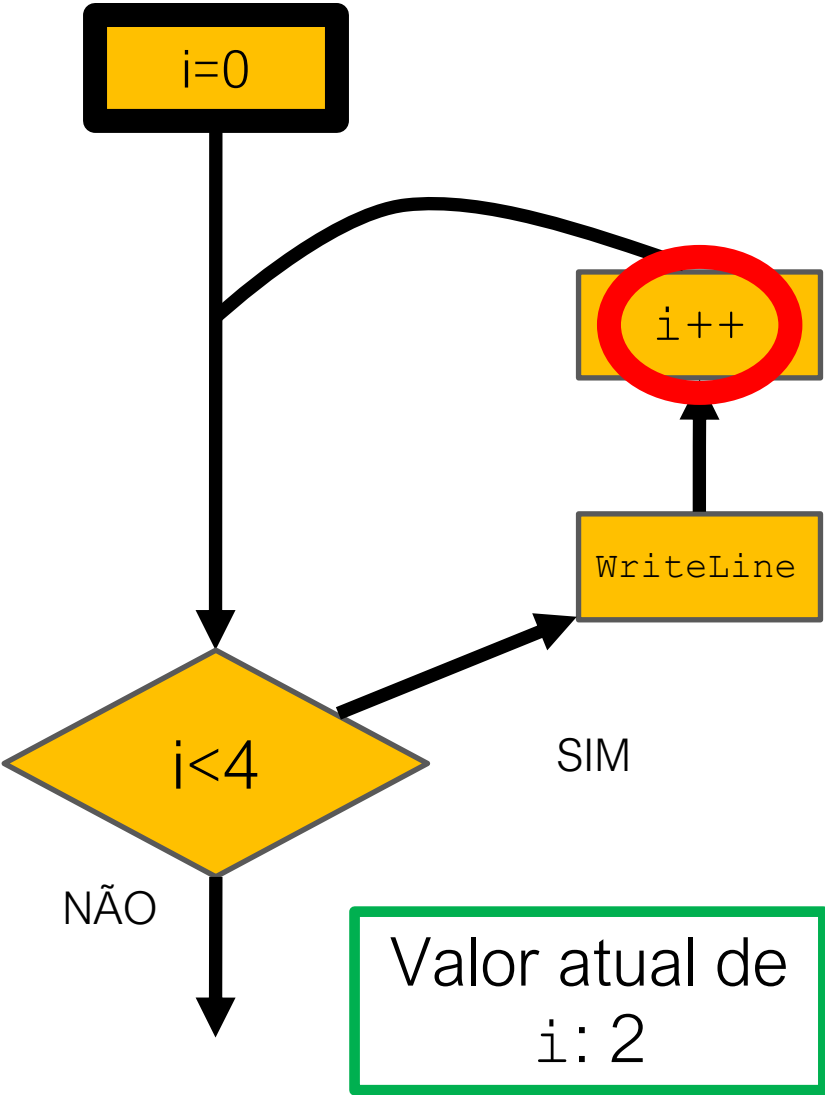 i=0
i++
WriteLine
i<4
SIM
NÃO
Valor atual de
i: 2